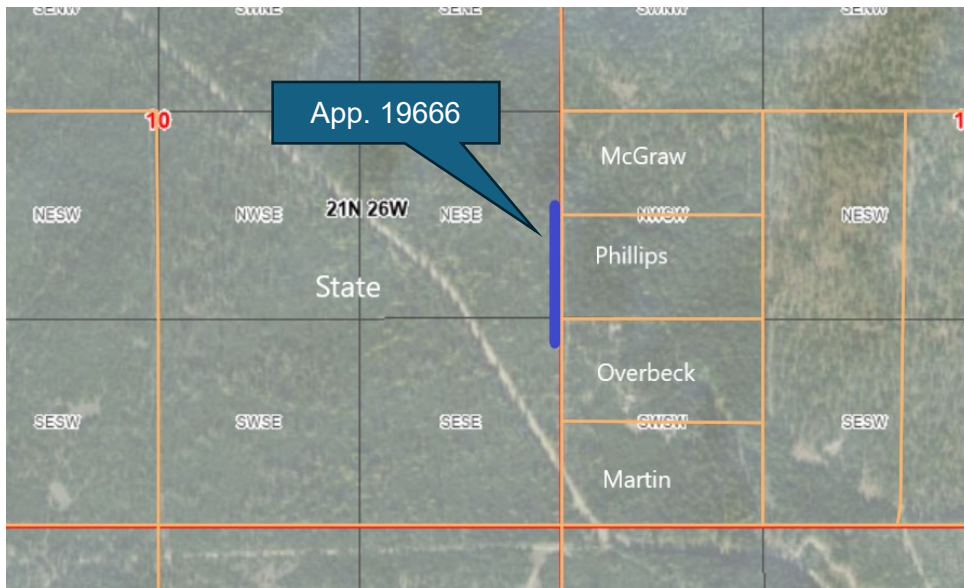 SENW SWNE SENE SWNW SENW
App. 19666
10 1
McGraw
NESW NWSE 21N 26W NESE NWSW NESW
Phillips
State
Overbeck
SESW SWSE SESE SWSW SESW
Martin